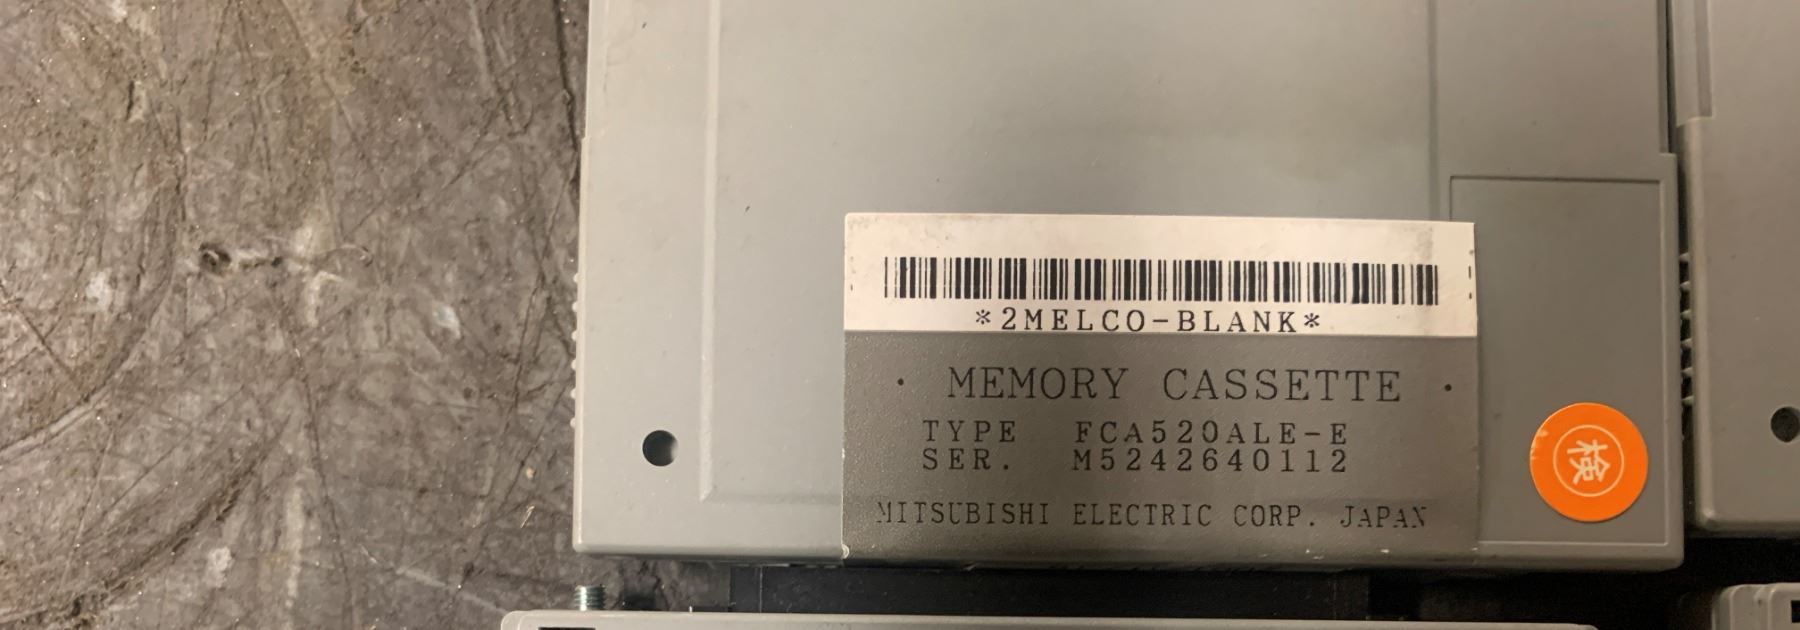 *2MELCO-BLANK*
· MEMORY CASSETTE ·
TYPE FCA520ALE-E
SER. M5242640112
MITSUBISHI ELECTRIC CORP. JAPAN
検